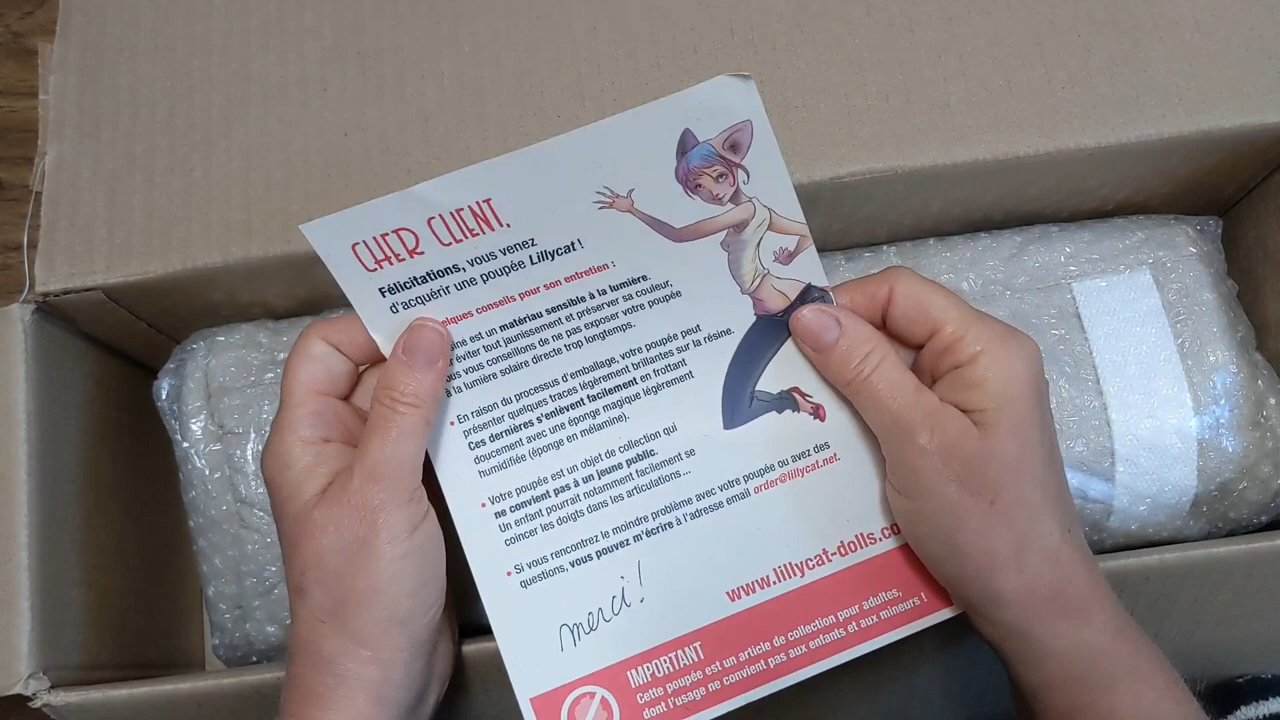 CHER CLIENT,
Félicitations, vous venez
d'acquérir une poupée Lillycat !
conseils pour son entretien :
est un matériau sensible à la lumière.
éviter tout jaunissement et préserver sa couleur,
vous conseillons de ne pas exposer votre poupée
à la lumière solaire directe trop longtemps.
• En raison du processus d'emballage, votre poupée peut
présenter quelques traces légèrement brillantes sur la résine.
Ces dernières s'enlèvent facilement en frottant
doucement avec une éponge magique légèrement
humidifiée (éponge en mélamine).
• Votre poupée est un objet de collection qui
ne convient pas à un jeune public.
Un enfant pourrait notamment facilement se
coincer les doigts dans les articulations...
• Si vous rencontrez le moindre problème avec votre poupée ou avez des
questions, vous pouvez m'écrire à l'adresse email order@lillycat.net.
merci !
www.lillycat-dolls.co
IMPORTANT
Cette poupée est un article de collection pour adultes,
dont l'usage ne convient pas aux enfants et aux mineurs !